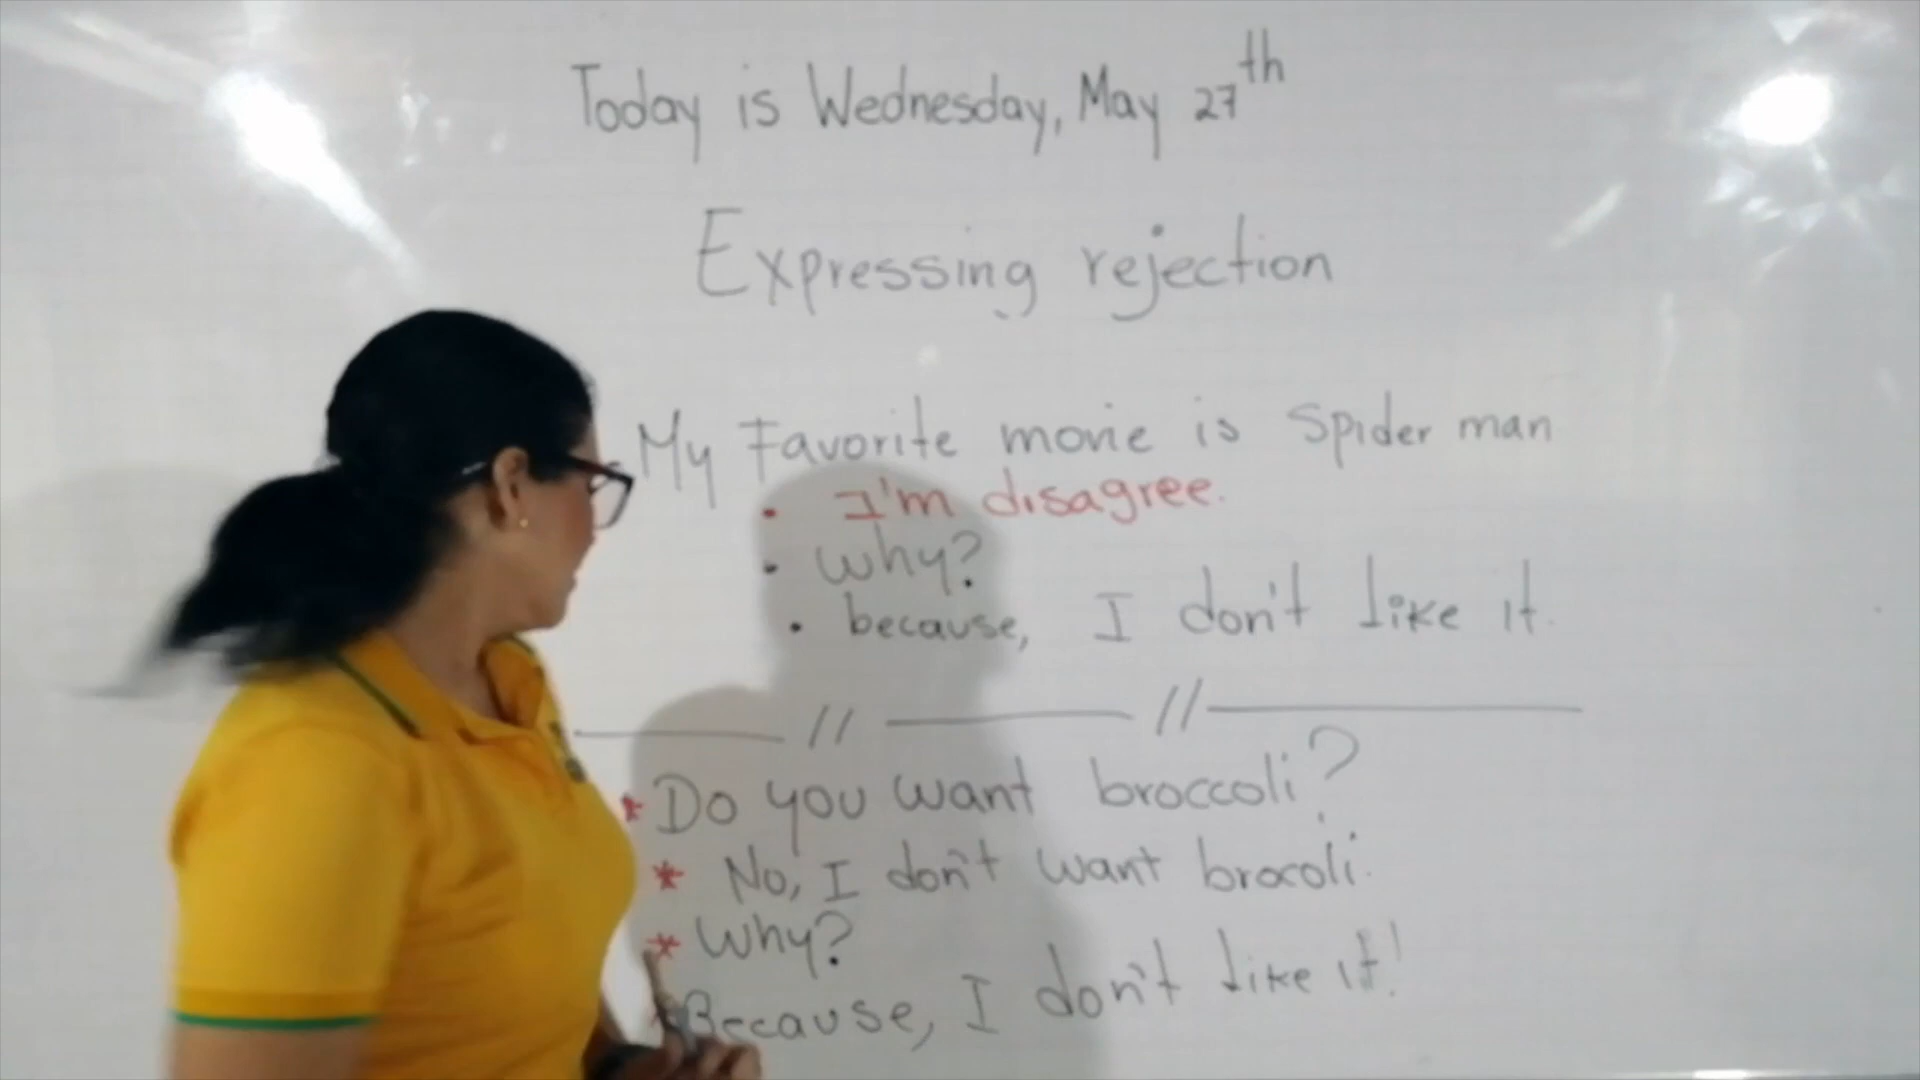 Today is Wednesday, May 27th
Expressing rejection
My Favorite movie is Spider man
• I'm disagree.
• Why?
• because, I don't like it.
// //
* Do you want broccoli?
* No, I don't want brocoli.
* Why?
* Because, I don't like it!